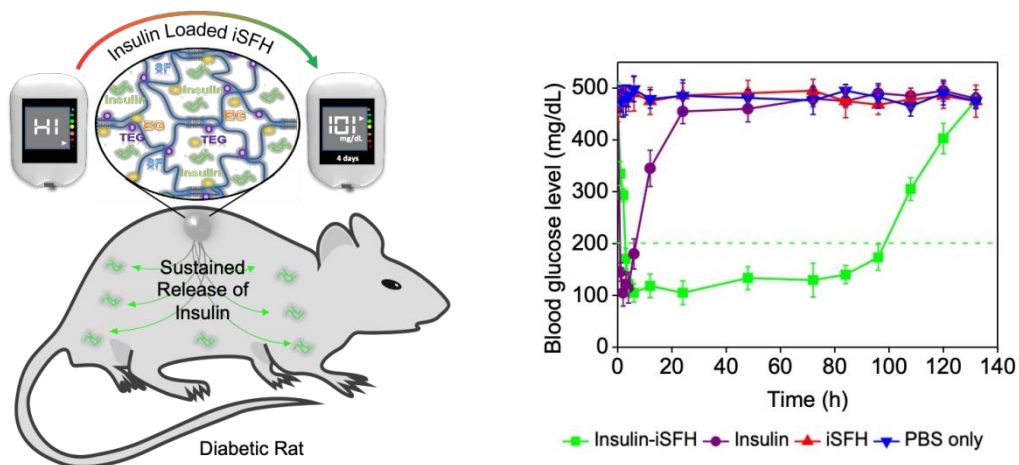 Insulin Loaded iSFH
HI
SF
Insulin
Insulin
EG
EG
TEG
TEG
SF
Insulin
101
mg/dL
4 days
Sustained
Release of
Insulin
Diabetic Rat
Blood glucose level (mg/dL)
500
400
300
200
100
0
0 20 40 60 80 100 120 140
Time (h)
Insulin-iSFH Insulin iSFH PBS only